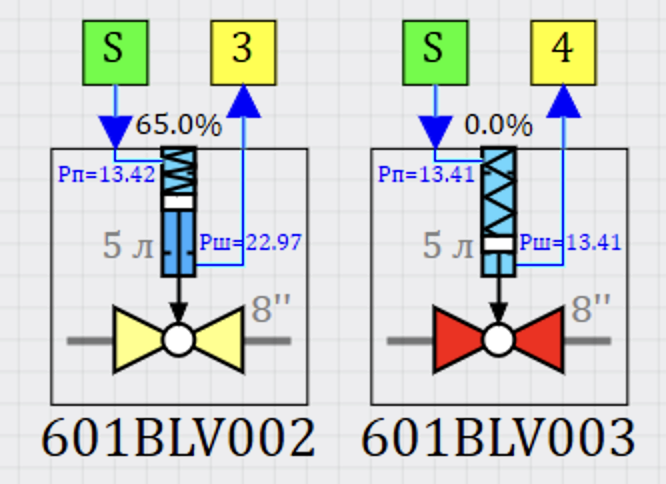 S
3
65.0%
Рп=13.42
5 л
Рш=22.97
8''
601BLV002
S
4
0.0%
Рп=13.41
5 л
Рш=13.41
8''
601BLV003